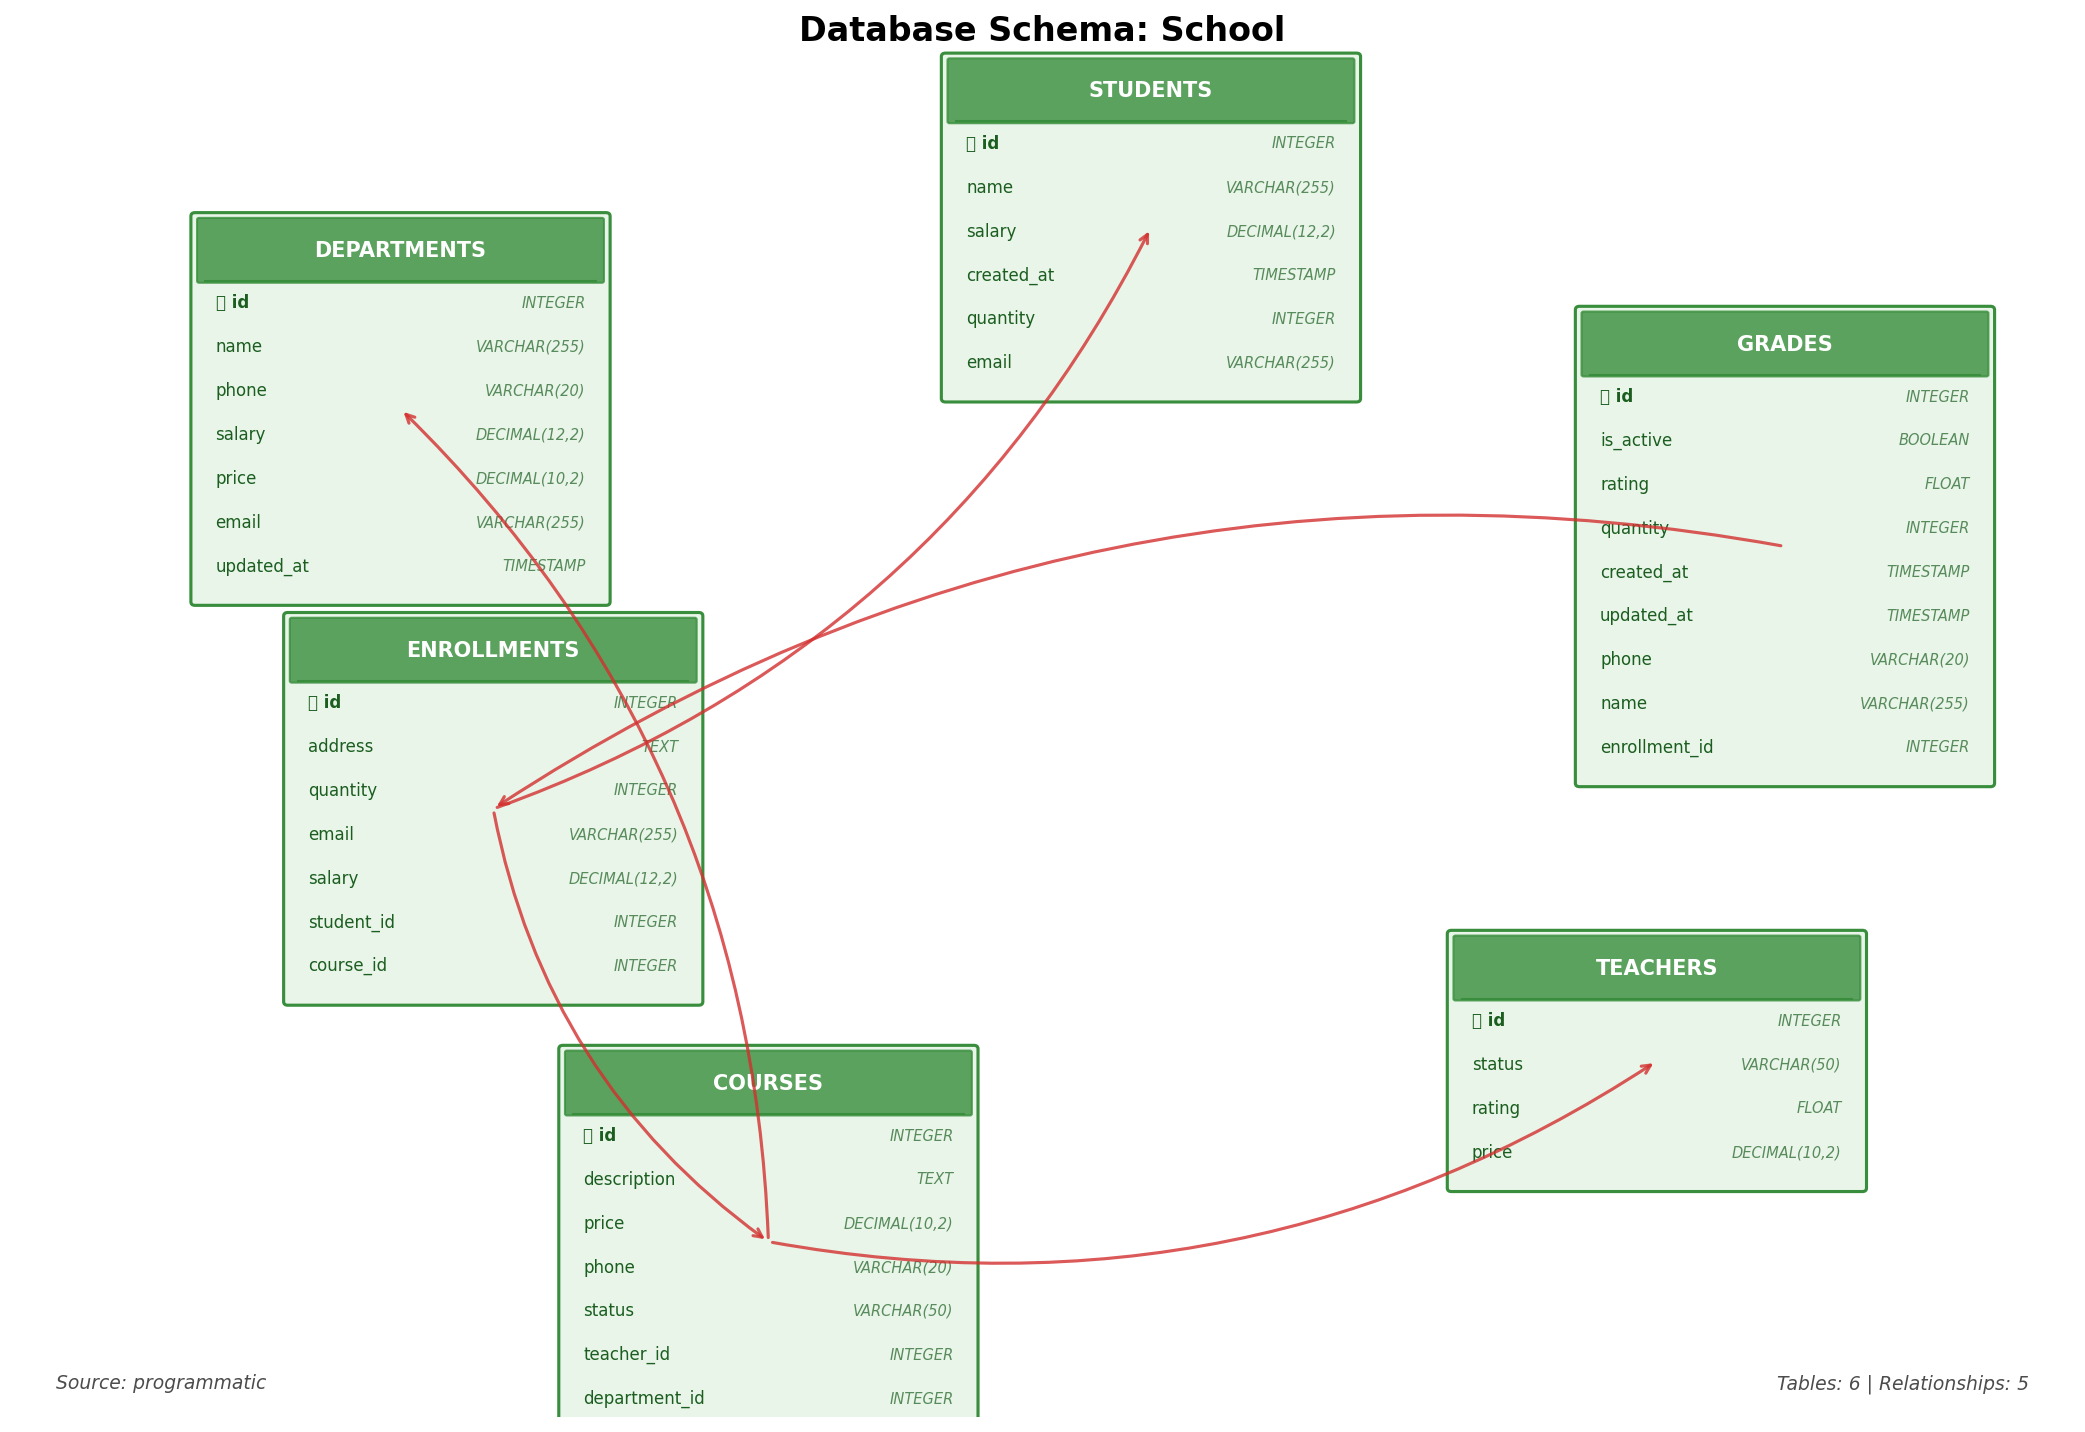 Database Schema: School
STUDENTS
id INTEGER
name VARCHAR(255)
salary DECIMAL(12,2)
created_at TIMESTAMP
quantity INTEGER
email VARCHAR(255)
DEPARTMENTS
id INTEGER
name VARCHAR(255)
phone VARCHAR(20)
salary DECIMAL(12,2)
price DECIMAL(10,2)
email VARCHAR(255)
updated_at TIMESTAMP
GRADES
id INTEGER
is_active BOOLEAN
rating FLOAT
quantity INTEGER
created_at TIMESTAMP
updated_at TIMESTAMP
phone VARCHAR(20)
name VARCHAR(255)
enrollment_id INTEGER
ENROLLMENTS
id INTEGER
address TEXT
quantity INTEGER
email VARCHAR(255)
salary DECIMAL(12,2)
student_id INTEGER
course_id INTEGER
TEACHERS
id INTEGER
status VARCHAR(50)
rating FLOAT
price DECIMAL(10,2)
COURSES
id INTEGER
description TEXT
price DECIMAL(10,2)
phone VARCHAR(20)
status VARCHAR(50)
teacher_id INTEGER
department_id INTEGER
Source: programmatic
Tables: 6 | Relationships: 5